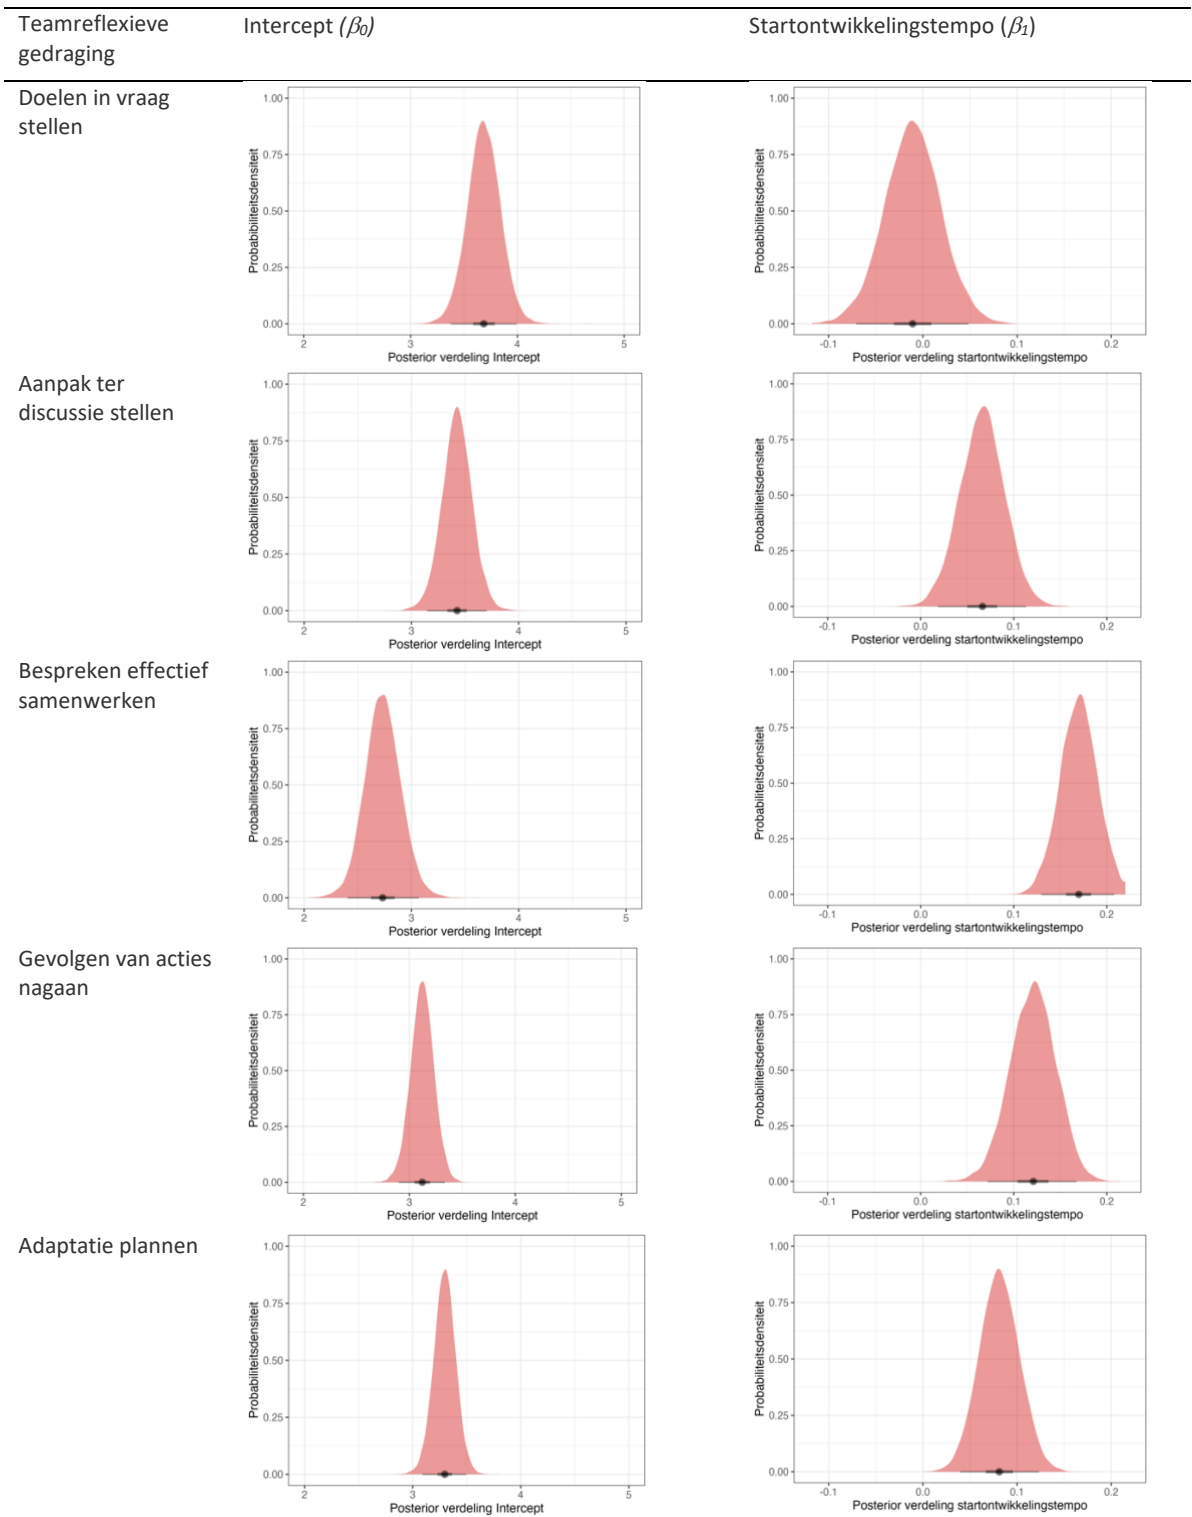 Teamreflexieve
gedraging
Intercept (β0)
Startontwikkelingstempo (β1)
Doelen in vraag
stellen
1.00
0.75
0.50
0.25
0.00
2
3
4
5
Probabibiliteitsdensiteit
Posterior verdeling Intercept
1.00
0.75
0.50
0.25
0.00
-0.1
0.0
0.1
0.2
Probabibiliteitsdensiteit
Posterior verdeling startontwikkelingstempo
Aanpak ter
discussie stellen
1.00
0.75
0.50
0.25
0.00
2
3
4
5
Probabiliteitsdensiteit
Posterior verdeling Intercept
1.00
0.75
0.50
0.25
0.00
-0.1
0.0
0.1
0.2
Probabiliteitsdensiteit
Posterior verdeling startontwikkelingstempo
Bespreken effectief
samenwerken
1.00
0.75
0.50
0.25
0.00
2
3
4
5
Probabiliteitsdensiteit
Posterior verdeling Intercept
1.00
0.75
0.50
0.25
0.00
-0.1
0.0
0.1
0.2
Probabiliteitsdensiteit
Posterior verdeling startontwikkelingstempo
Gevolgen van acties
nagaan
1.00
0.75
0.50
0.25
0.00
2
3
4
5
Probabiliteitsdensiteit
Posterior verdeling Intercept
1.00
0.75
0.50
0.25
0.00
-0.1
0.0
0.1
0.2
Probabiliteitsdensiteit
Posterior verdeling startontwikkelingstempo
Adaptatie plannen
1.00
0.75
0.50
0.25
0.00
2
3
4
5
Probabiliteitsdensiteit
Posterior verdeling Intercept
1.00
0.75
0.50
0.25
0.00
-0.1
0.0
0.1
0.2
Probabiliteitsdensiteit
Posterior verdeling startontwikkelingstempo